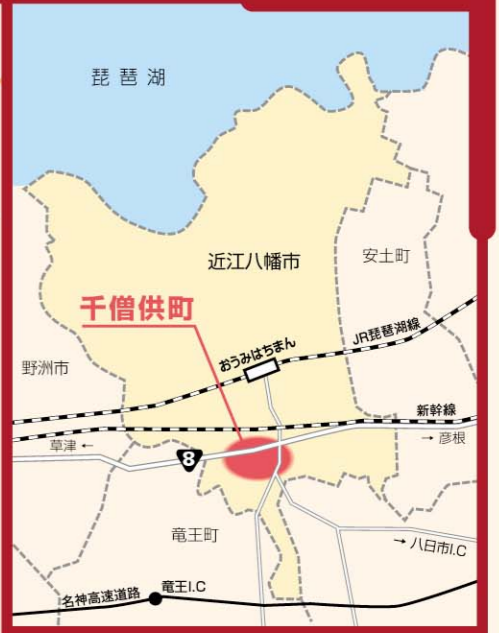 琵琶湖
近江八幡市
安土町
千僧供町
おうみはちまん
JR琵琶湖線
野洲市
新幹線
草津 ←
→ 彦根
8
竜王町
→ 八日市I.C
名神高速道路
竜王I.C